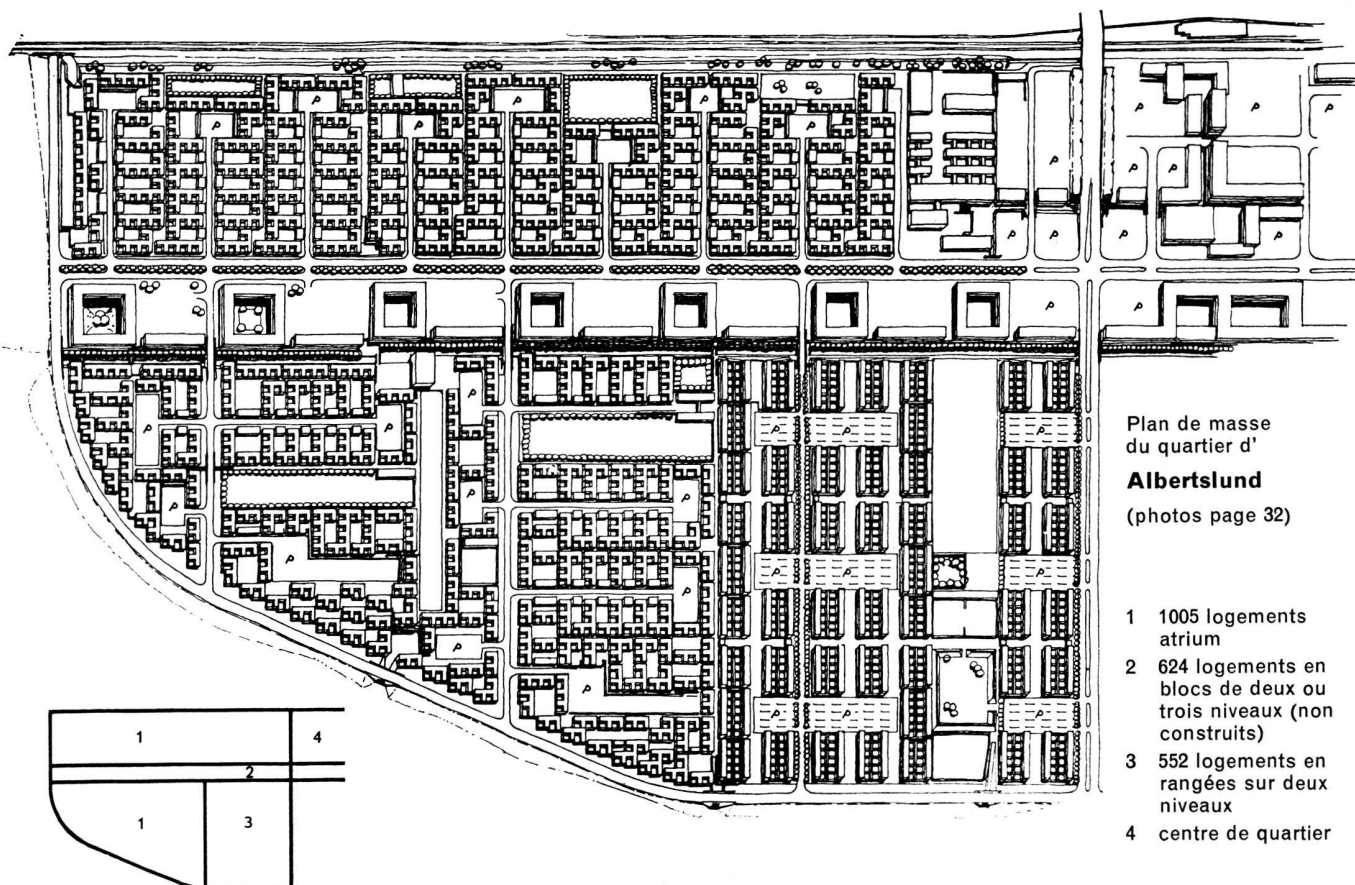 Plan de masse
du quartier d'
Albertslund
(photos page 32)
1 1005 logements
atrium
2 624 logements en
blocs de deux ou
trois niveaux (non
construits)
3 552 logements en
rangées sur deux
niveaux
4 centre de quartier
1
4
2
1
3